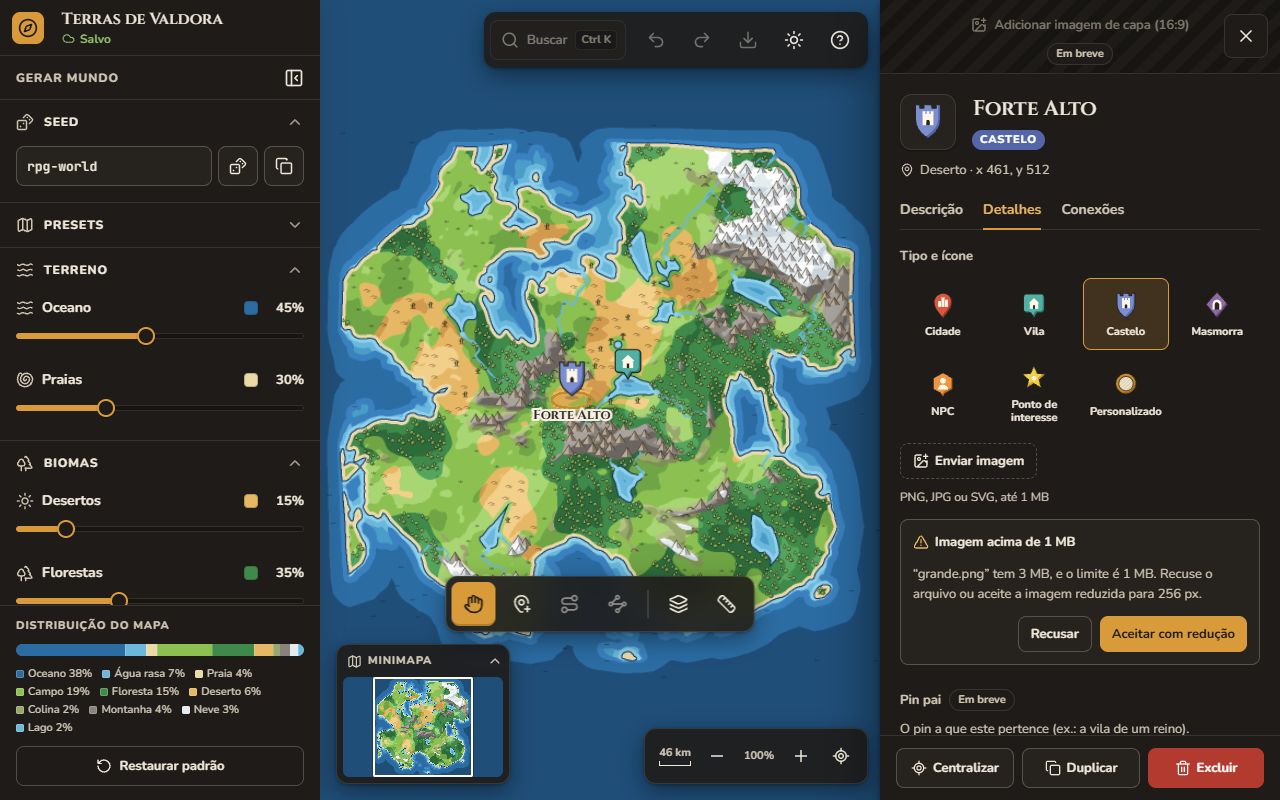 Terras de Valdora
Salvo
GERAR MUNDO
SEED
rpg-world
PRESETS
TERRENO
Oceano 45%
Praias 30%
BIOMAS
Desertos 15%
Florestas 35%
DISTRIBUIÇÃO DO MAPA
Oceano 38% Água rasa 7% Praia 4%
Campo 19% Floresta 15% Deserto 6%
Colina 2% Montanha 4% Neve 3%
Lago 2%
Restaurar padrão
Buscar Ctrl K
Forte Alto
MINIMAPA
46 km 100%
Adicionar imagem de capa (16:9)
Em breve
Forte Alto
CASTELO
Deserto · x 461, y 512
Descrição Detalhes Conexões
Tipo e ícone
Cidade Vila Castelo Masmorra
NPC Ponto de interesse Personalizado
Enviar imagem
PNG, JPG ou SVG, até 1 MB
Imagem acima de 1 MB
“grande.png” tem 3 MB, e o limite é 1 MB. Recuse o
arquivo ou aceite a imagem reduzida para 256 px.
Recusar Aceitar com redução
Pin pai Em breve
O pin a que este pertence (ex.: a vila de um reino).
Centralizar Duplicar Excluir